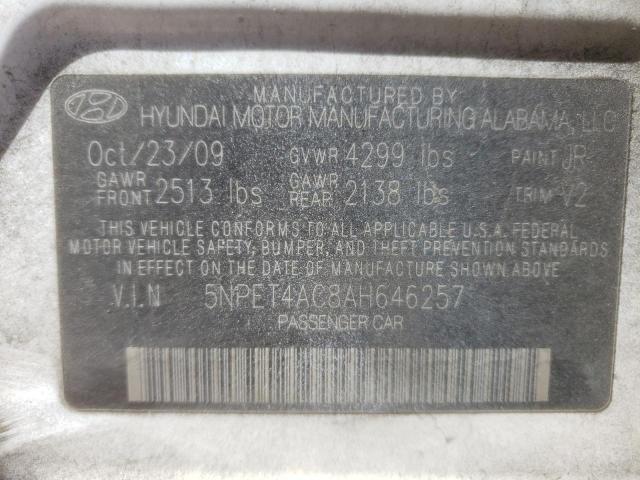 MANUFACTURED BY
HYUNDAI MOTOR MANUFACTURING ALABAMA, LLC
Oct/23/09 GVWR 4299 lbs PAINT JR
GAWR FRONT 2513 lbs GAWR REAR 2138 lbs TRIM V2
THIS VEHICLE CONFORMS TO ALL APPLICABLE U.S.A. FEDERAL
MOTOR VEHICLE SAFETY, BUMPER, AND THEFT PREVENTION STANDARDS
IN EFFECT ON THE DATE OF MANUFACTURE SHOWN ABOVE
V.I.N 5NPET4AC8AH646257
PASSENGER CAR